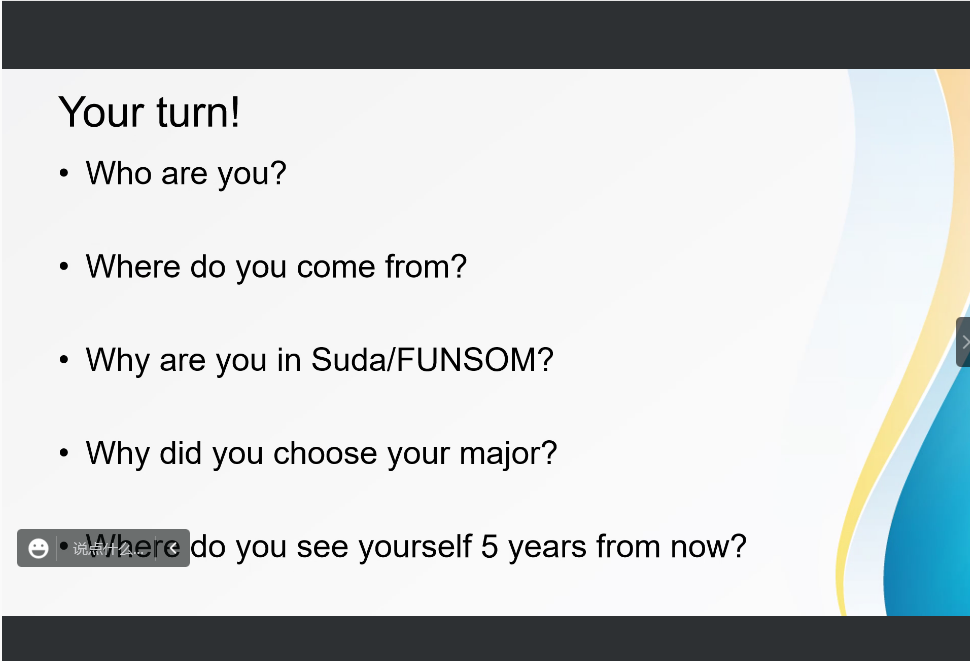 Your turn!
• Who are you?
• Where do you come from?
• Why are you in Suda/FUNSOM?
• Why did you choose your major?
• Where do you see yourself 5 years from now?
说点什么...